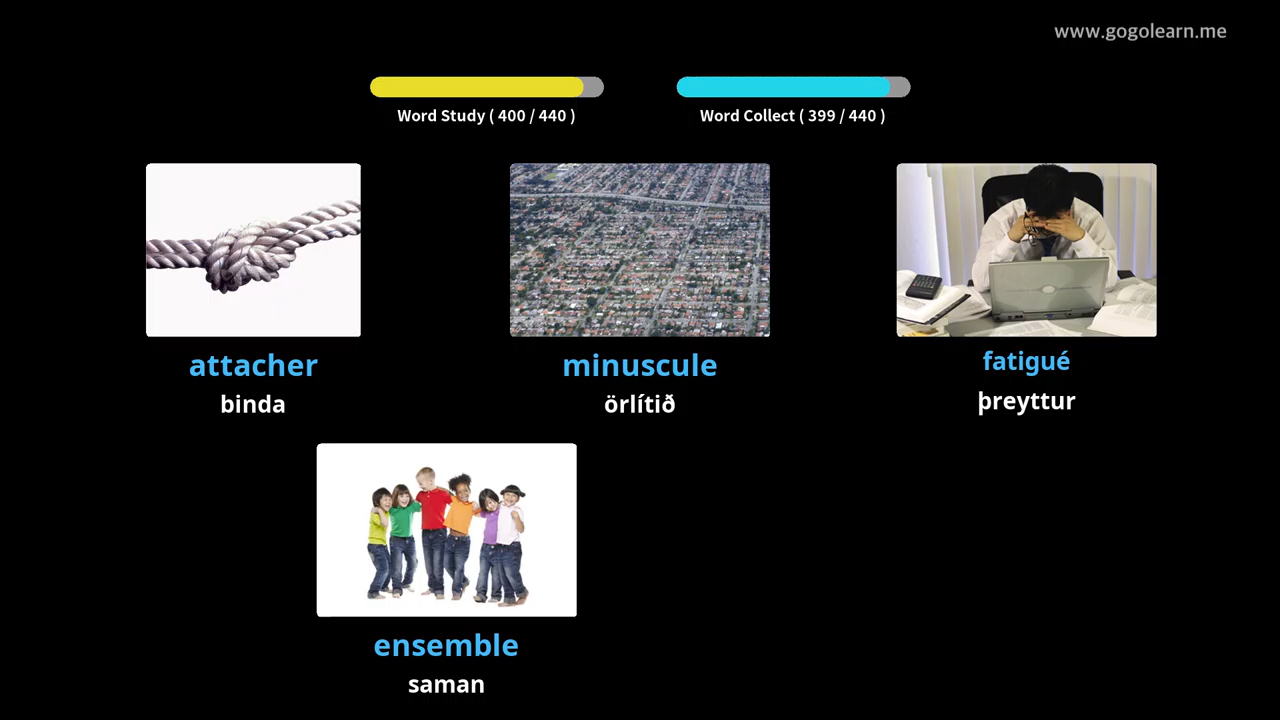 www.gogolearn.me
Word Study ( 400 / 440 )
Word Collect ( 399 / 440 )
attacher
binda
minuscule
örlítið
fatigué
þreyttur
ensemble
saman